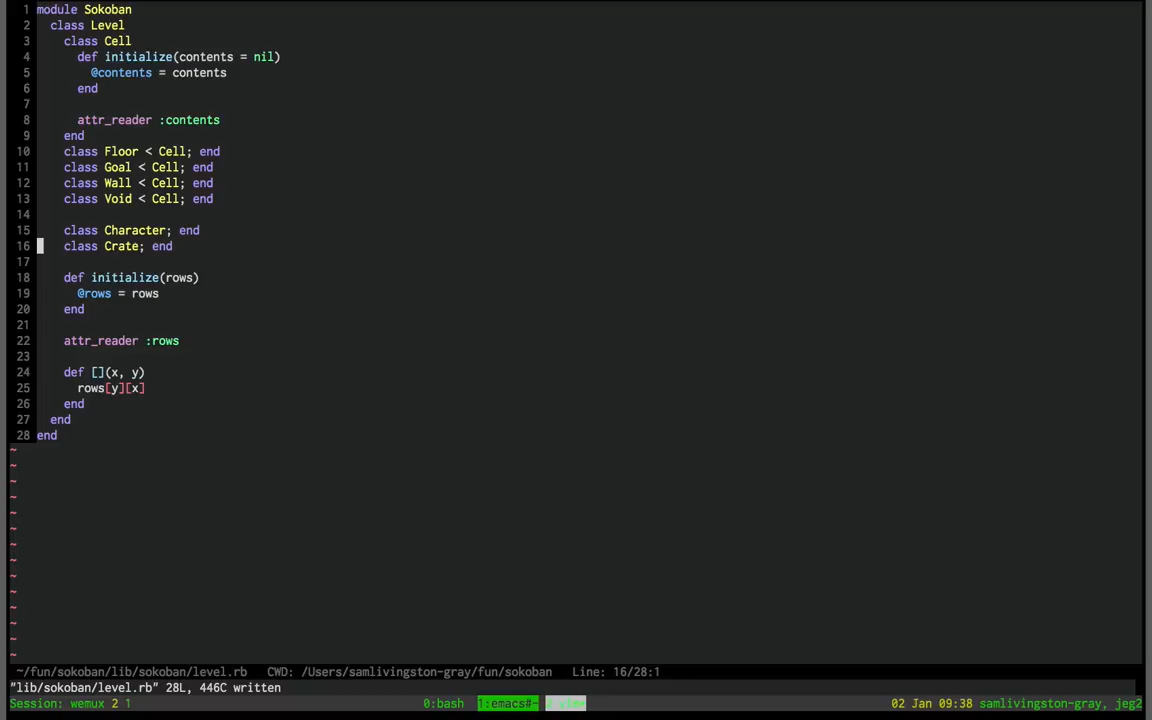 1 module Sokoban
2   class Level
3     class Cell
4       def initialize(contents = nil)
5         @contents = contents
6       end
7
8       attr_reader :contents
9     end
10     class Floor < Cell; end
11     class Goal < Cell; end
12     class Wall < Cell; end
13     class Void < Cell; end
14
15     class Character; end
16     class Crate; end
17
18     def initialize(rows)
19       @rows = rows
20     end
21
22     attr_reader :rows
23
24     def [](x, y)
25       rows[y][x]
26     end
27   end
28 end
~
~
~
~
~
~
~
~
~
~
~
~
~
~
~/fun/sokoban/lib/sokoban/level.rb   CWD: /Users/samlivingston-gray/fun/sokoban   Line: 16/28:1
"lib/sokoban/level.rb" 28L, 446C written
Session: wemux 2 1   0:bash   1:emacs#-   02 Jan 09:38 samlivingston-gray, jeg2